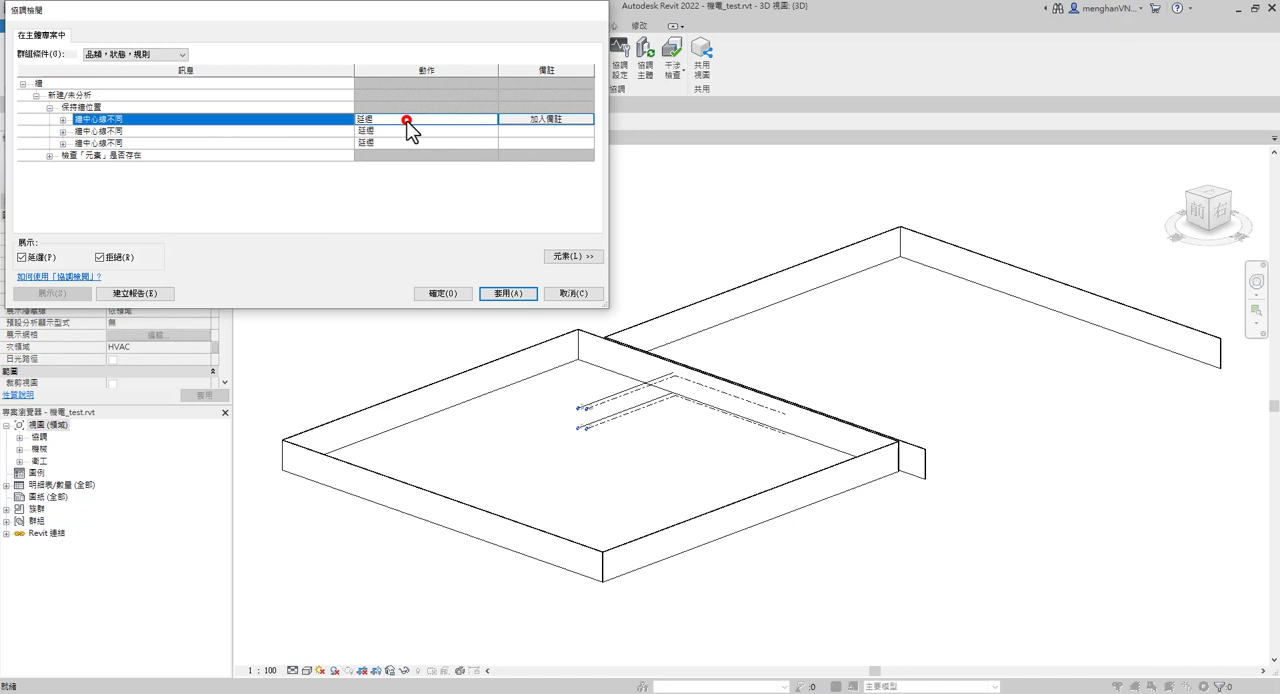 協調檢閱
Autodesk Revit 2022 - 機電_test.rvt - 3D 視圖: {3D}
menghanVN...
修改
在主體專案中
群組條件(G):
品類，狀態，規則
訊息 動作 備註
牆
新建/未分析
保持牆位置
牆中心線不同 延遲 加入備註
牆中心線不同 延遲
牆中心線不同 延遲
檢查「元素」是否存在
展示:
延遲(P) 拒絕(R)
元素(L) >>
如何使用「協調檢閱」?
展示(S) 建立報告(E) 確定(O) 套用(A) 取消(C)
協調
設定
協調
主體
干涉
檢查
共用
視圖
協調 共用
前 右
展示隱藏線 依領域
預設分析顯示型式 無
展示網格 編輯...
次領域 HVAC
日光路徑
範圍
裁剪視圖
性質說明 套用
專案瀏覽器 - 機電_test.rvt
視圖 (領域)
協調
機械
衛工
圖例
明細表/數量 (全部)
圖紙 (全部)
族群
群組
Revit 連結
1 : 100
就緒
:0
主要模型
:0